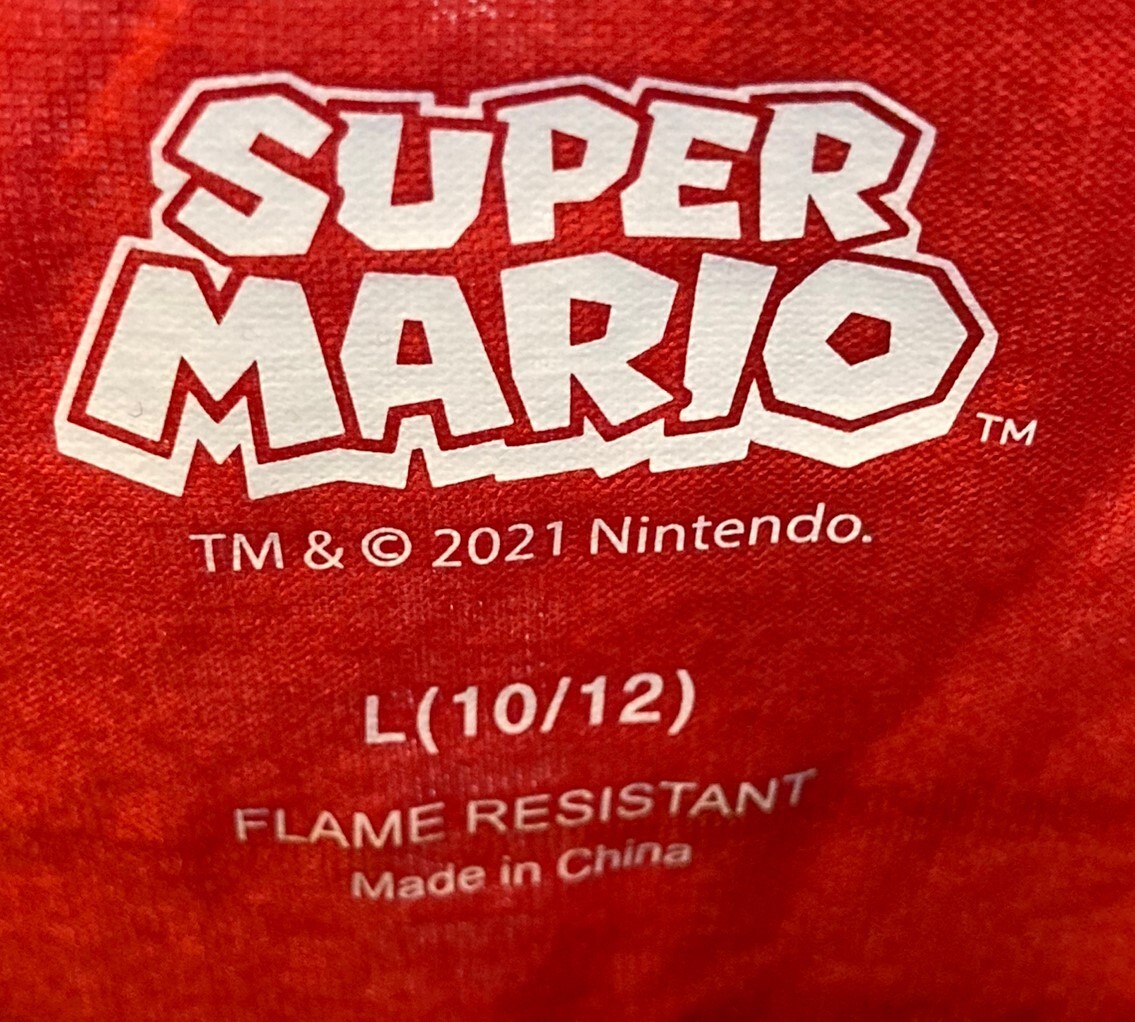 SUPER
MARIO
TM
TM & © 2021 Nintendo.
L(10/12)
FLAME RESISTANT
Made in China